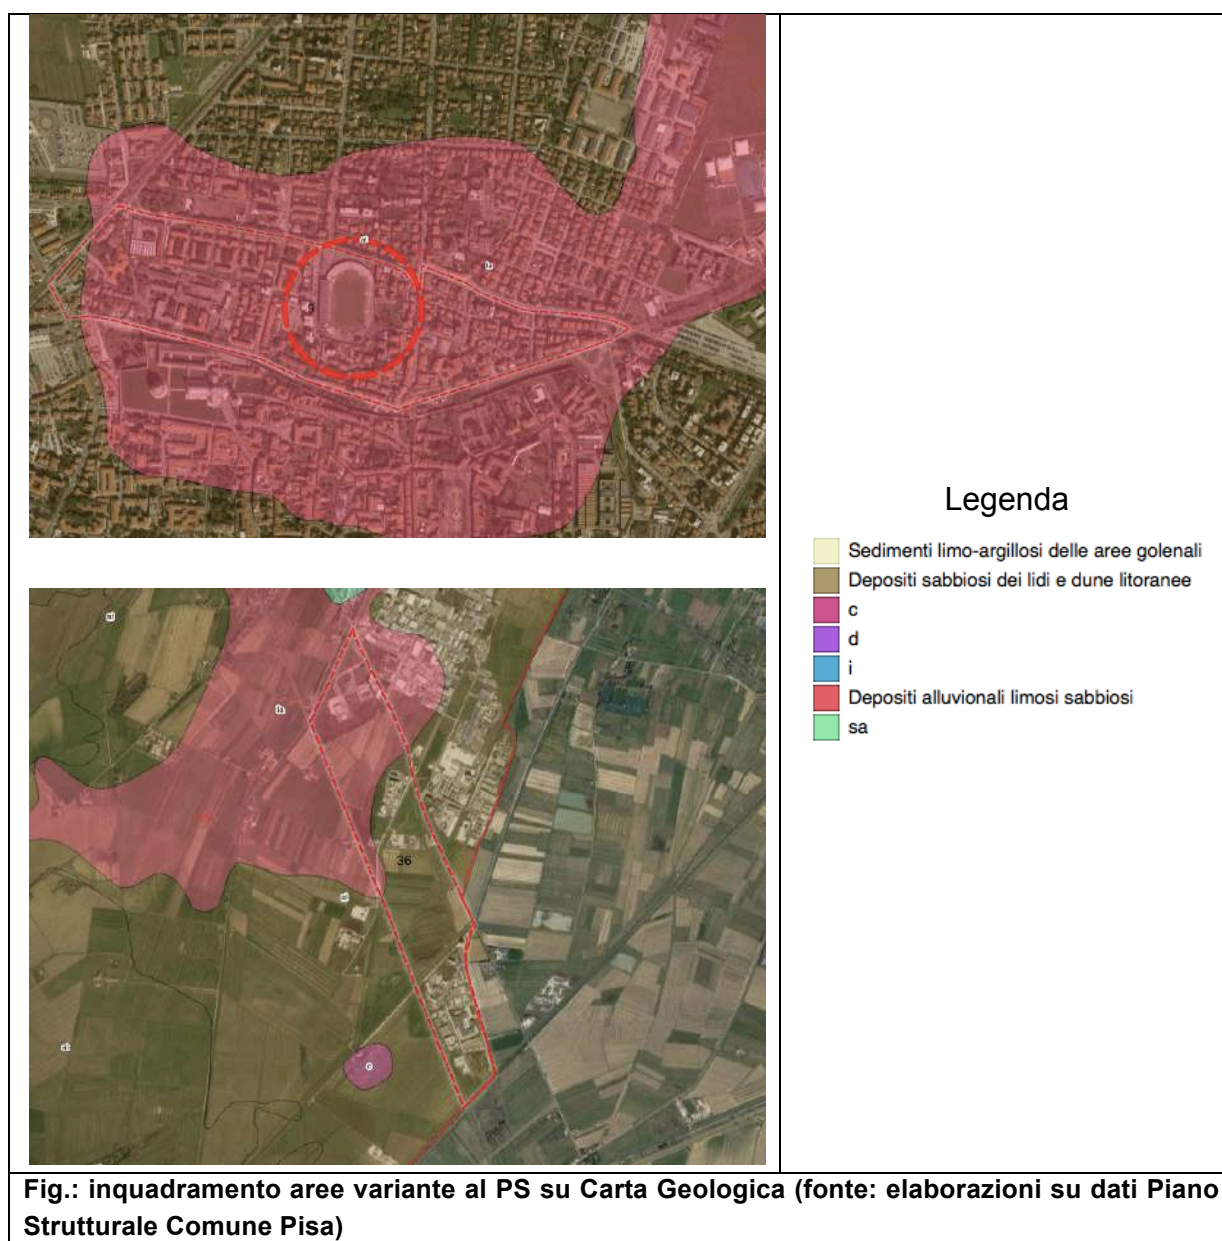 Legenda
Sedimenti limo-argillosi delle aree golenali
Depositi sabbiosi dei lidi e dune litoranee
c
d
i
Depositi alluvionali limosi sabbiosi
sa
36
Fig.: inquadramento aree variante al PS su Carta Geologica (fonte: elaborazioni su dati Piano
Strutturale Comune Pisa)